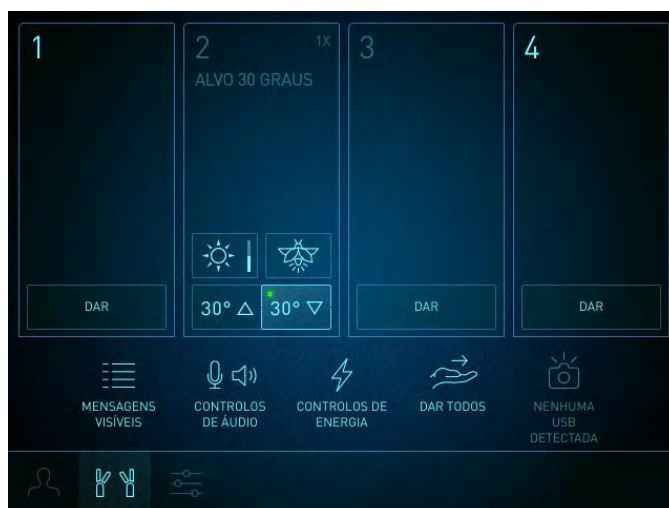 1
2
1X
3
4
ALVO 30 GRAUS
DAR
30° △
30° ▽
DAR
DAR
MENSAGENS
VISÍVEIS
CONTROLOS
DE ÁUDIO
CONTROLOS DE
ENERGIA
DAR TODOS
NENHUMA
USB
DETECTADA